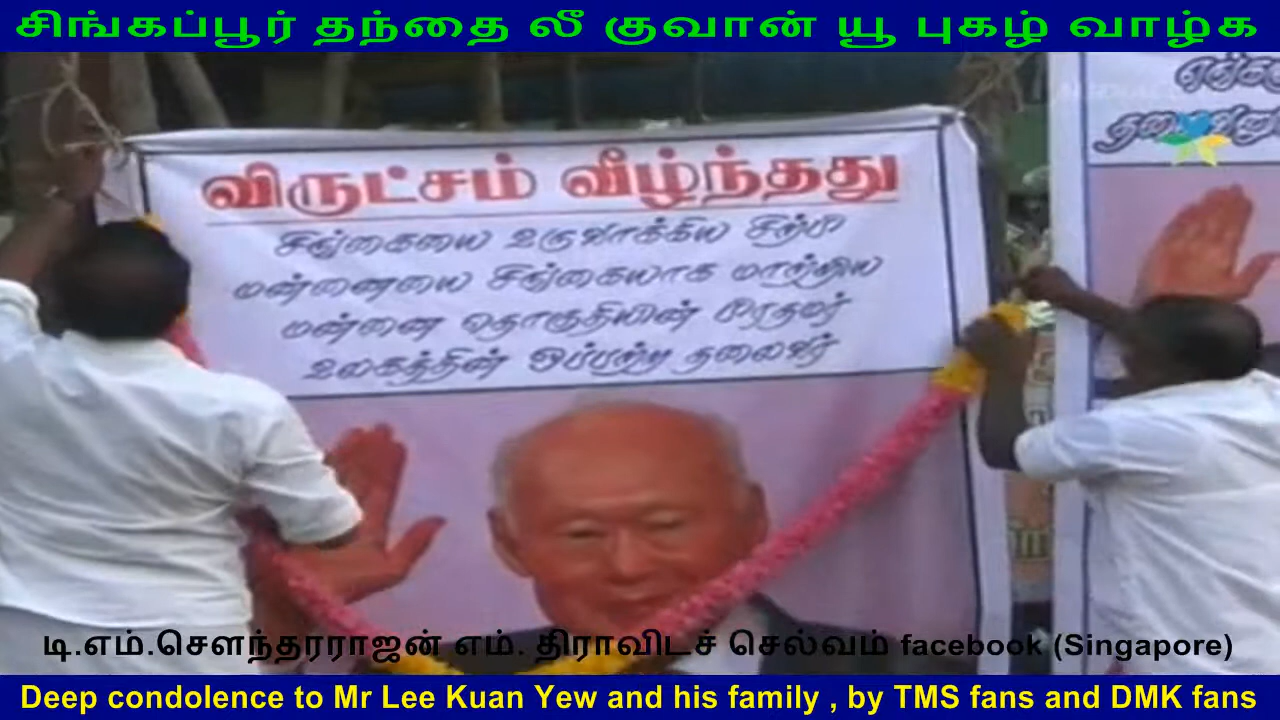 சிங்கப்பூர் தந்தை லீ குவான் யூ புகழ் வாழ்க
விருட்சம் வீழ்ந்தது
சிங்கையை உருவாக்கிய சிற்பி
மண்ணையை சிங்கையாக மாற்றிய
மன்னை தொகுதியின் பிரதமர்
உலகத்தின் ஒப்பற்ற தலைவர்
டி.எம்.சௌந்தரராஜன் எம். திராவிடச் செல்வம் facebook (Singapore)
Deep condolence to Mr Lee Kuan Yew and his family , by TMS fans and DMK fans